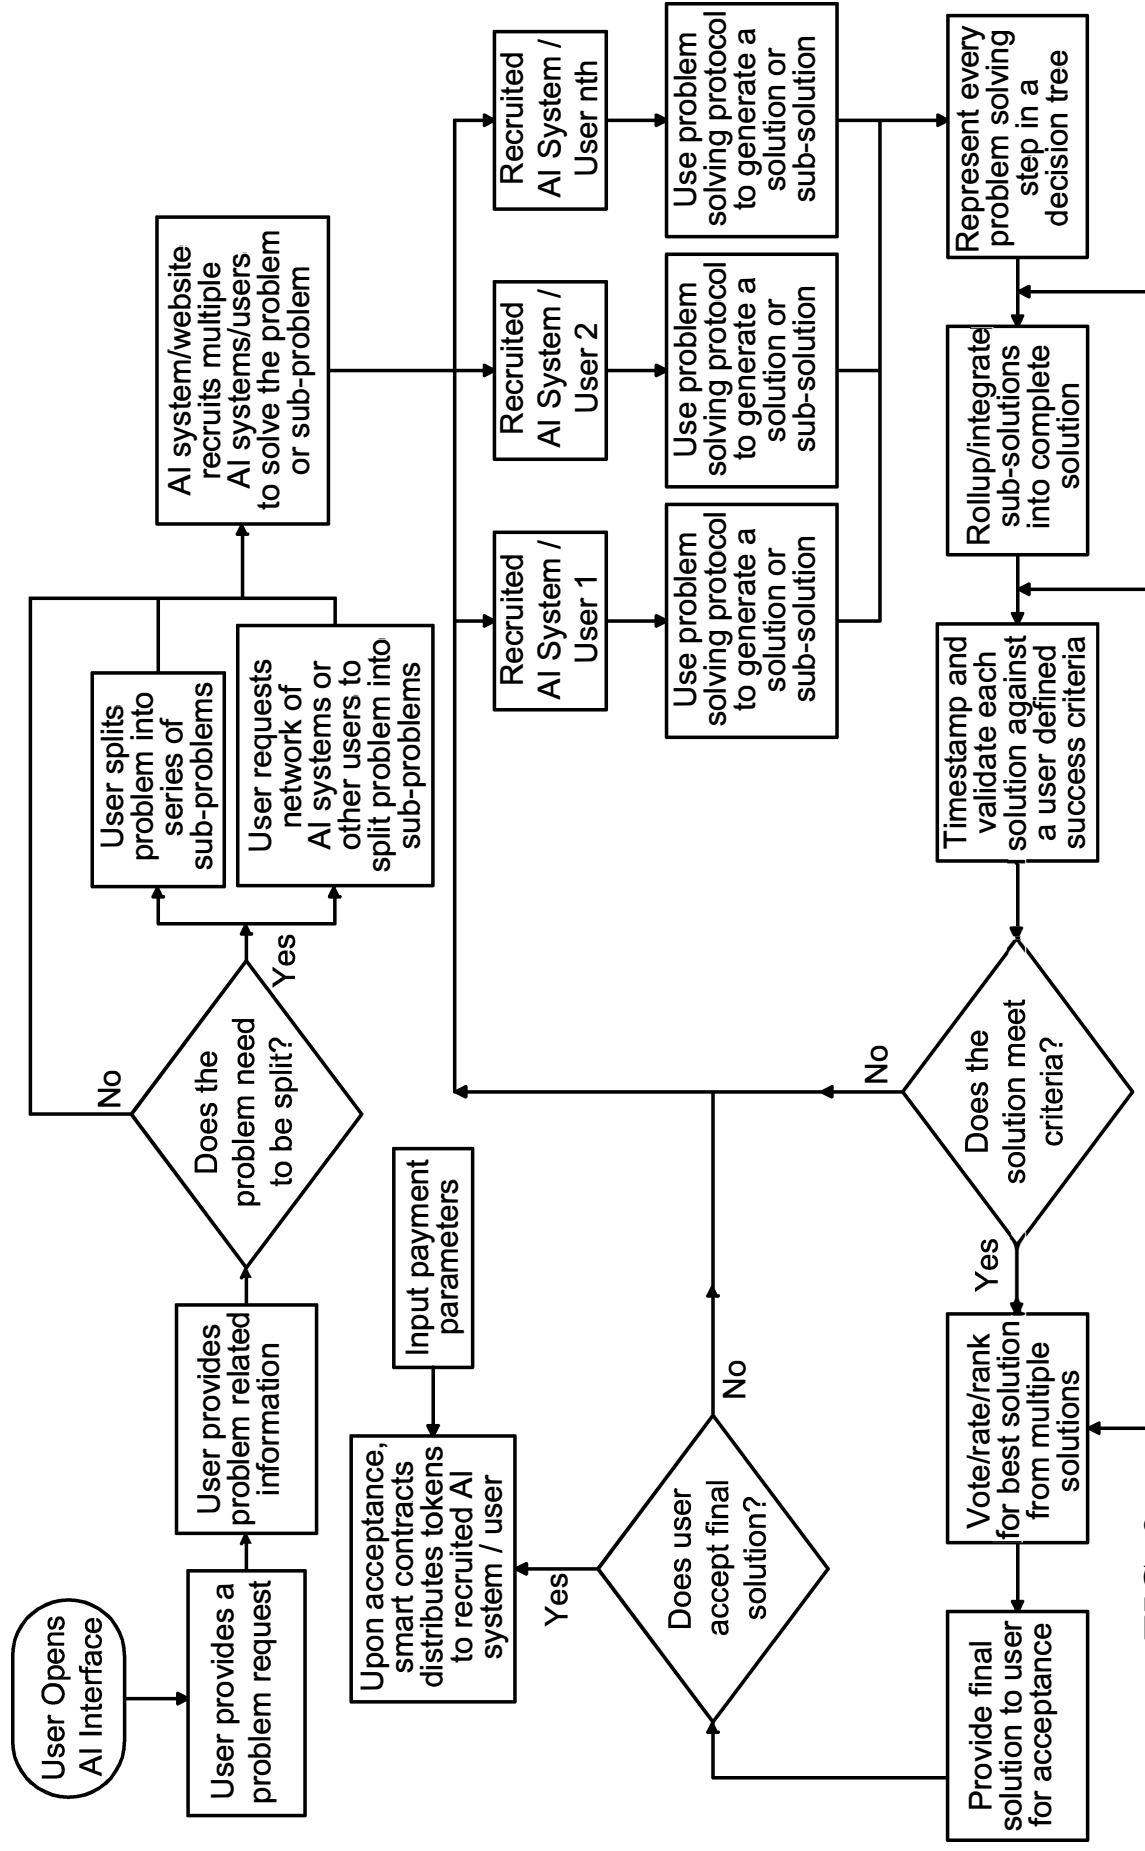 User Opens
AI Interface
User provides a
problem request
User provides
problem related
information
Does the
problem need
to be split?
No
Yes
User splits
problem into
series of
sub-problems
User requests
network of
AI systems or
other users to
split problem into
sub-problems
AI system/website
recruits multiple
AI systems/users
to solve the problem
or sub-problem
Recruited
AI System /
User 1
Recruited
AI System /
User 2
Recruited
AI System /
User nth
Use problem
solving protocol
to generate a
solution or
sub-solution
Use problem
solving protocol
to generate a
solution or
sub-solution
Use problem
solving protocol
to generate a
solution or
sub-solution
Represent every
problem solving
step in a
decision tree
Rollup/integrate
sub-solutions
into complete
solution
Timestamp and
validate each
solution against
a user defined
success criteria
Does the
solution meet
criteria?
No
Yes
Vote/rate/rank
for best solution
from multiple
solutions
Provide final
solution to user
for acceptance
Does user
accept final
solution?
No
Yes
Upon acceptance,
smart contracts
distributes tokens
to recruited AI
system / user
Input payment
parameters